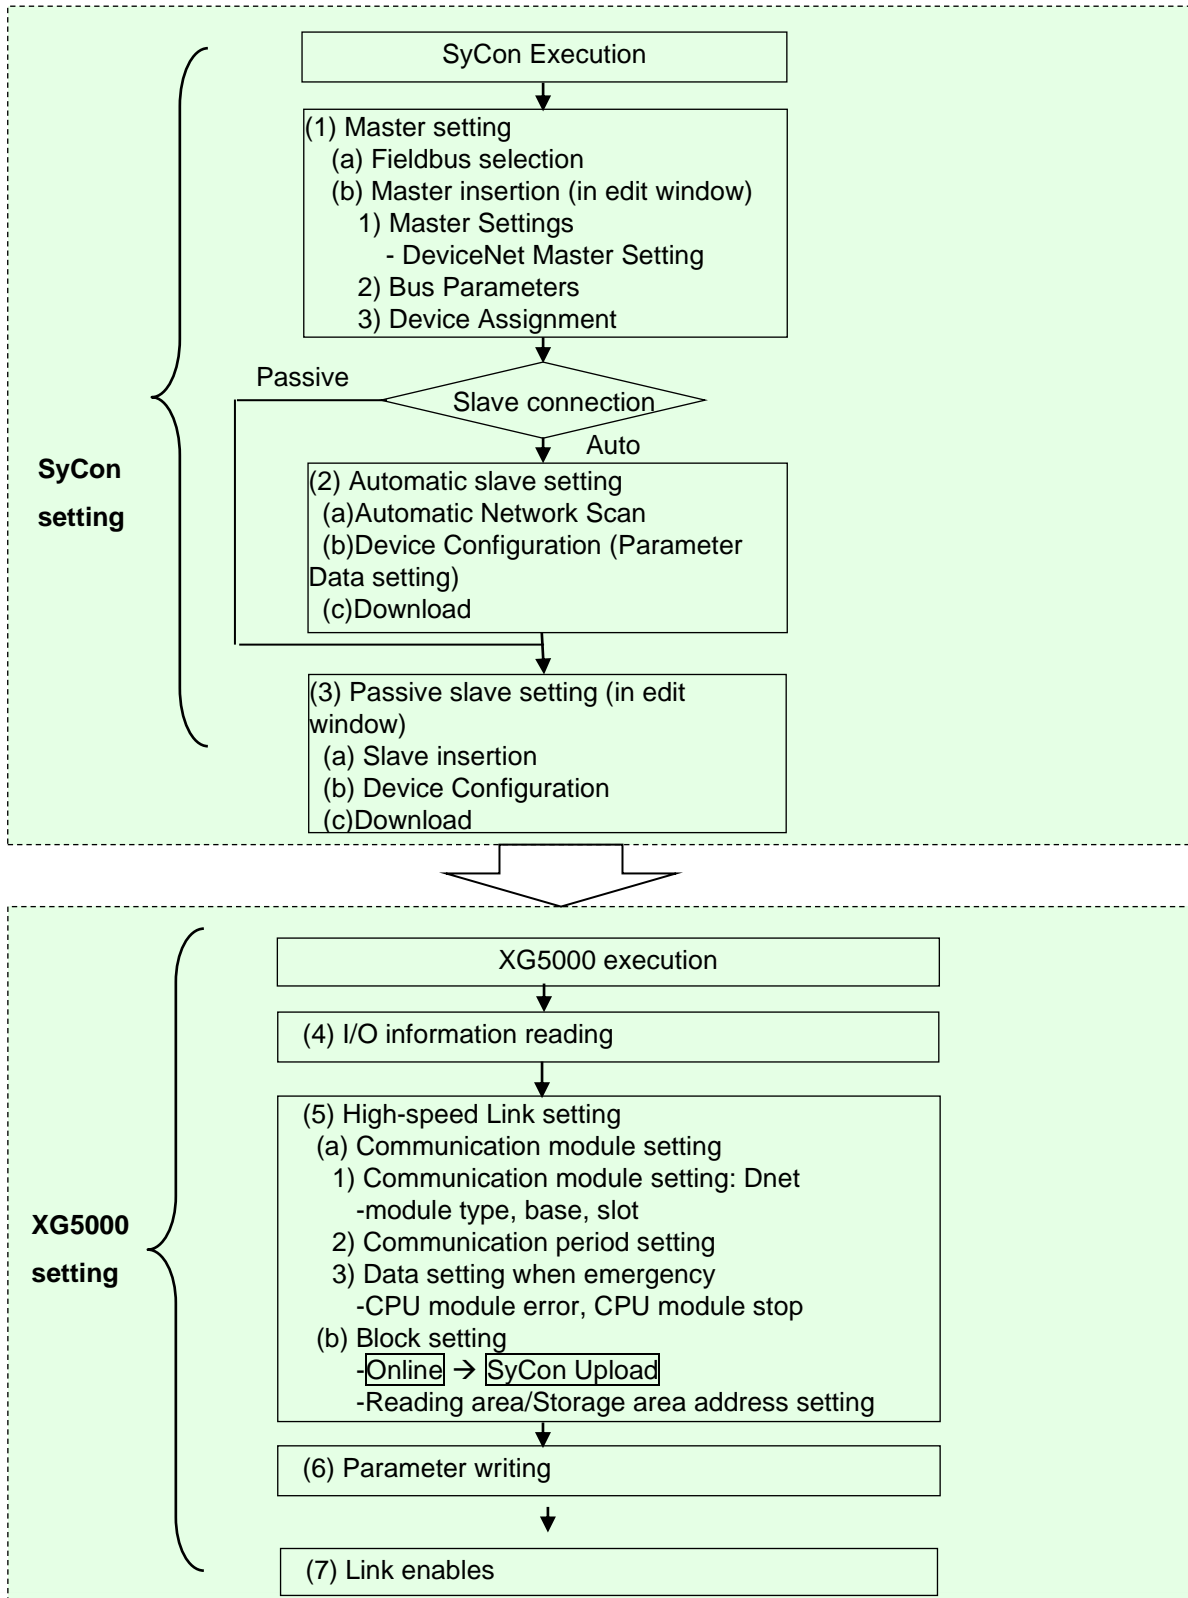 SyCon Execution
(1) Master setting
(a) Fieldbus selection
(b) Master insertion (in edit window)
1) Master Settings
- DeviceNet Master Setting
2) Bus Parameters
3) Device Assignment
Passive
Slave connection
Auto
SyCon
setting
(2) Automatic slave setting
(a)Automatic Network Scan
(b)Device Configuration (Parameter
Data setting)
(c)Download
(3) Passive slave setting (in edit
window)
(a) Slave insertion
(b) Device Configuration
(c)Download
XG5000 execution
(4) I/O information reading
(5) High-speed Link setting
(a) Communication module setting
1) Communication module setting: Dnet
-module type, base, slot
2) Communication period setting
3) Data setting when emergency
-CPU module error, CPU module stop
(b) Block setting
-Online → SyCon Upload
-Reading area/Storage area address setting
XG5000
setting
(6) Parameter writing
(7) Link enables